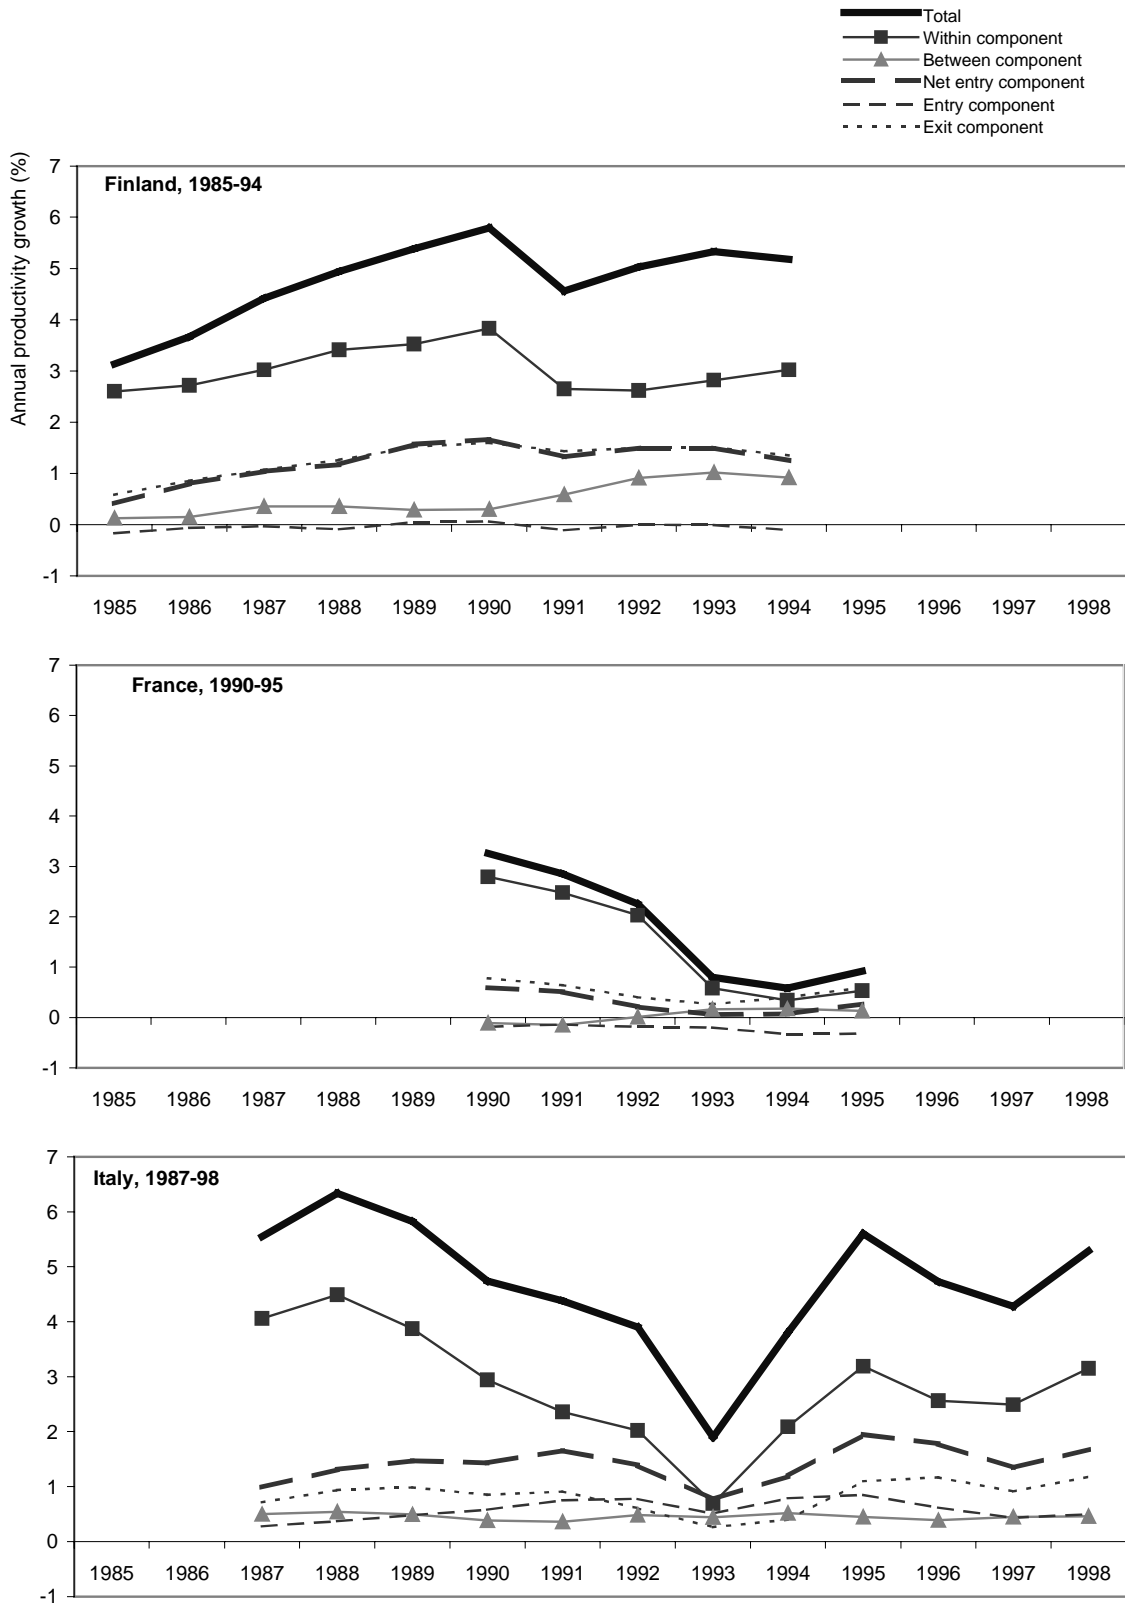 Total
Within component
Between component
Net entry component
Entry component
Exit component
Annual productivity growth (%)
Finland, 1985-94
7
6
5
4
3
2
1
0
-1
1985 1986 1987 1988 1989 1990 1991 1992 1993 1994 1995 1996 1997 1998
France, 1990-95
7
6
5
4
3
2
1
0
-1
1985 1986 1987 1988 1989 1990 1991 1992 1993 1994 1995 1996 1997 1998
Italy, 1987-98
7
6
5
4
3
2
1
0
-1
1985 1986 1987 1988 1989 1990 1991 1992 1993 1994 1995 1996 1997 1998